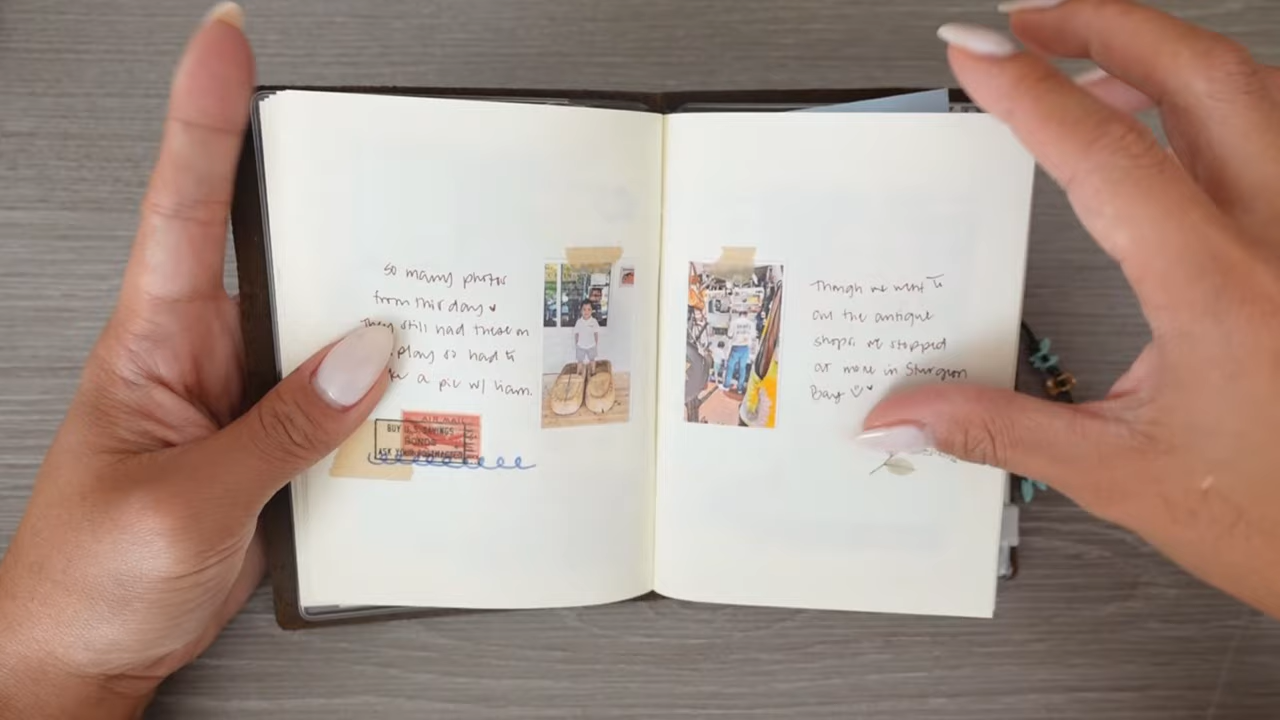 So many photos
from this day
They still had these on
play so had to
a pic w/ Liam.
AIR MAIL
BUY U.S. SAVINGS
BONDS
ASK YOUR POSTMASTER
Though we went to
all the antique
shops, we stopped
at more in Sturgeon
Bay